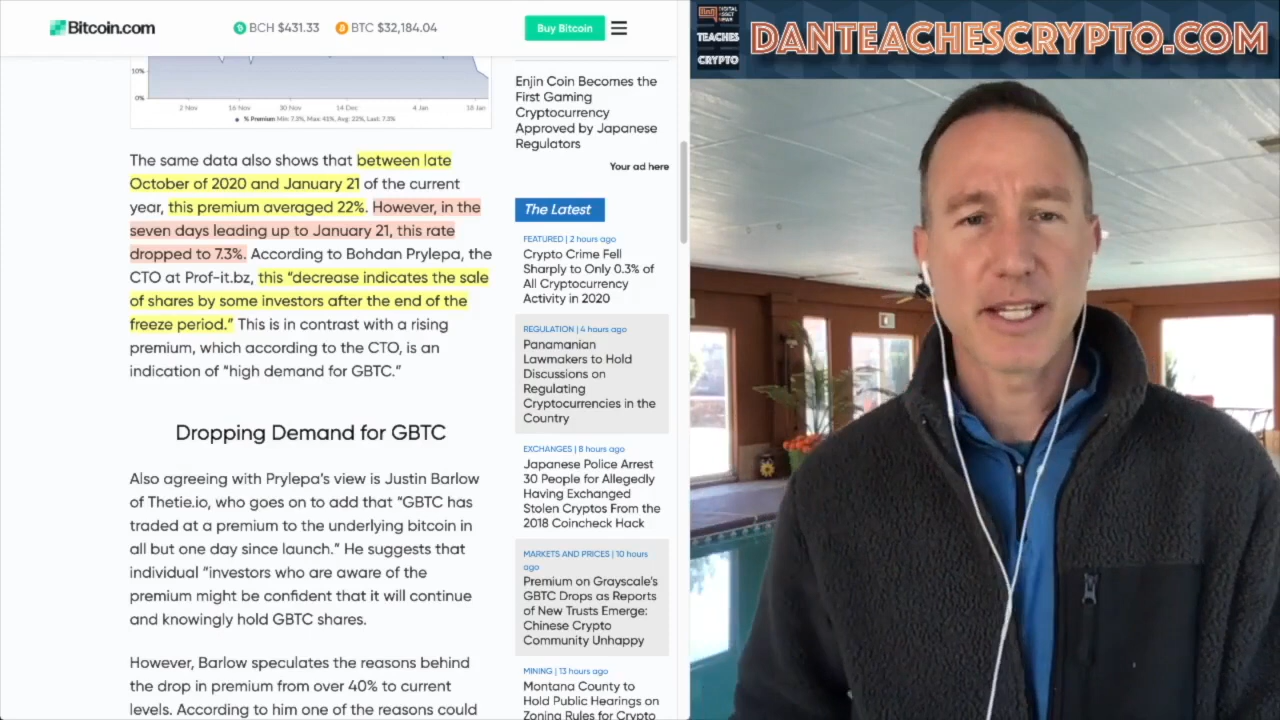 Bitcoin.com
BCH $431.33
BTC $32,184.04
Buy Bitcoin
10%
0%
2 Nov
16 Nov
30 Nov
14 Dec
4 Jan
18 Jan
% Premium Min: 7.3%, Max: 41%, Avg: 22%, Last: 7.3%
The same data also shows that between late
October of 2020 and January 21 of the current
year, this premium averaged 22%. However, in the
seven days leading up to January 21, this rate
dropped to 7.3%. According to Bohdan Prylepa, the
CTO at Prof-it.bz, this “decrease indicates the sale
of shares by some investors after the end of the
freeze period.” This is in contrast with a rising
premium, which according to the CTO, is an
indication of “high demand for GBTC.”
Dropping Demand for GBTC
Also agreeing with Prylepa’s view is Justin Barlow
of Thetie.io, who goes on to add that “GBTC has
traded at a premium to the underlying bitcoin in
all but one day since launch.” He suggests that
individual “investors who are aware of the
premium might be confident that it will continue
and knowingly hold GBTC shares.
However, Barlow speculates the reasons behind
the drop in premium from over 40% to current
levels. According to him one of the reasons could
Enjin Coin Becomes the
First Gaming
Cryptocurrency
Approved by Japanese
Regulators
Your ad here
The Latest
FEATURED | 2 hours ago
Crypto Crime Fell
Sharply to Only 0.3% of
All Cryptocurrency
Activity in 2020
REGULATION | 4 hours ago
Panamanian
Lawmakers to Hold
Discussions on
Regulating
Cryptocurrencies in the
Country
EXCHANGES | 8 hours ago
Japanese Police Arrest
30 People for Allegedly
Having Exchanged
Stolen Cryptos From the
2018 Coincheck Hack
MARKETS AND PRICES | 10 hours
ago
Premium on Grayscale’s
GBTC Drops as Reports
of New Trusts Emerge:
Chinese Crypto
Community Unhappy
MINING | 13 hours ago
Montana County to
Hold Public Hearings on
Zoning Rules for Crypto
DIGITAL
ASSET
NEWS
TEACHES
CRYPTO
DANTEACHESCRYPTO.COM